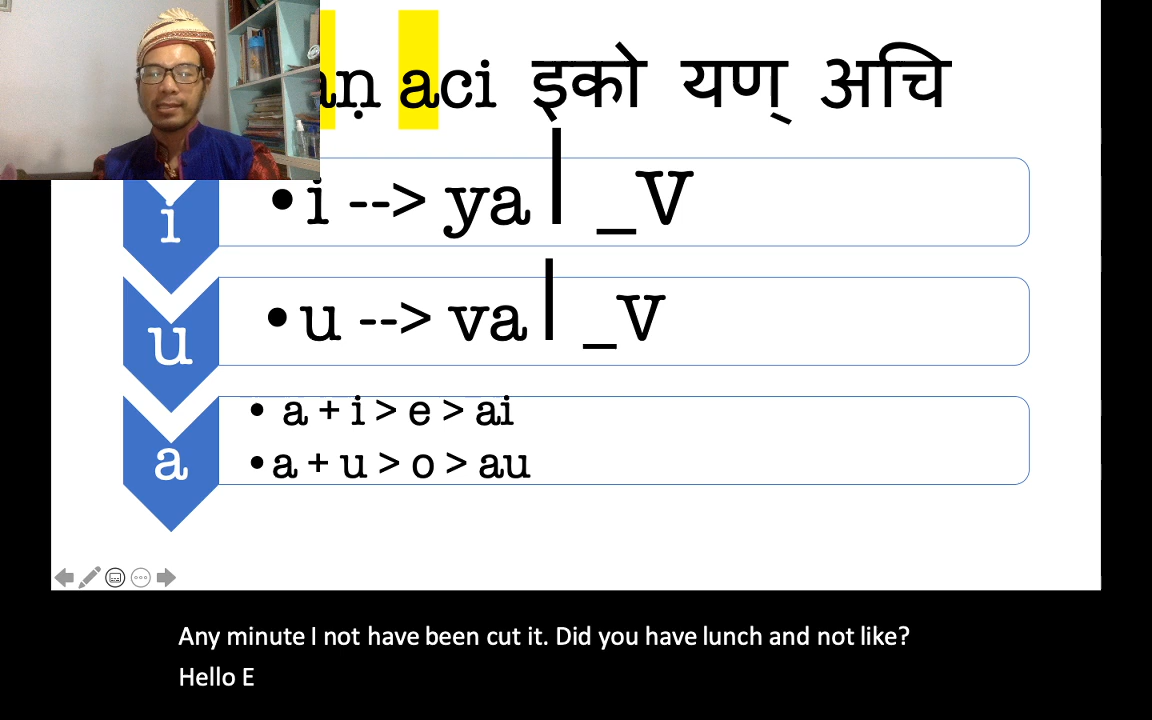 aṇ aci इको यण् अचि
i
• i --> ya | _V
u
• u --> va | _V
a
• a + i > e > ai
• a + u > o > au
Any minute I not have been cut it. Did you have lunch and not like?
Hello E